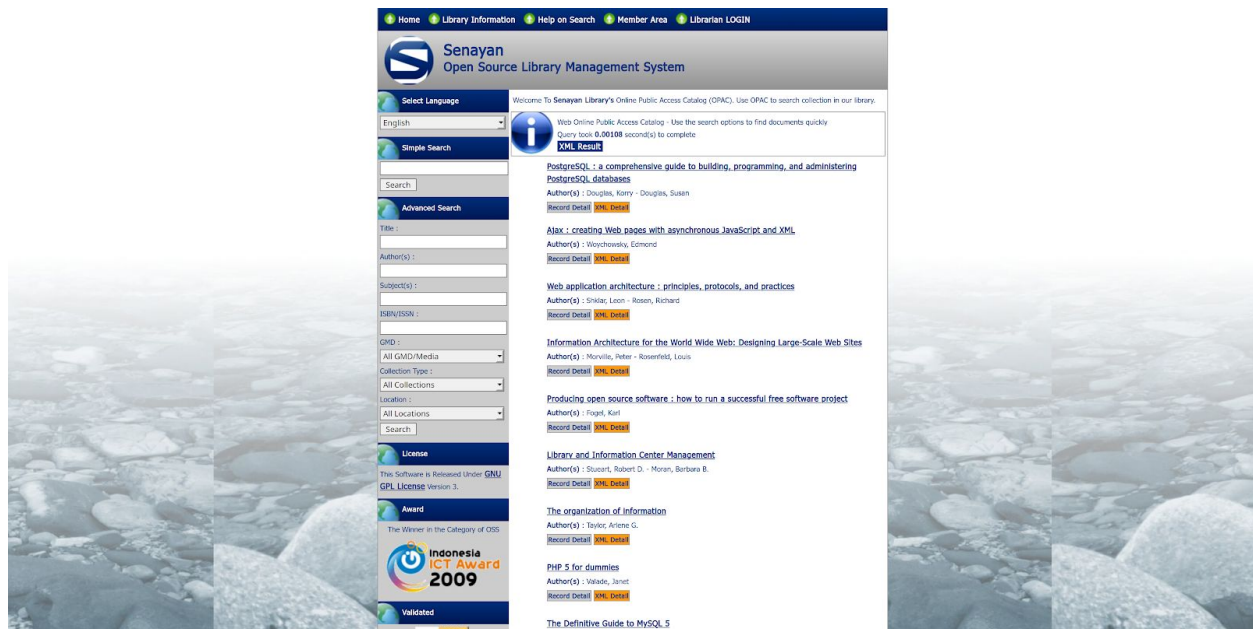 Home Library Information Help on Search Member Area Librarian LOGIN
Senayan
Open Source Library Management System
Select Language
English
Simple Search
Search
Advanced Search
Title :
Author(s) :
Subject(s) :
ISBN/ISSN :
GMD :
All GMD/Media
Collection Type :
All Collections
Location :
All Locations
Search
License
This Software is Released Under GNU
GPL License Version 3.
Award
The Winner in the Category of OSS
Indonesia
ICT Award
2009
Validated
Welcome To Senayan Library's Online Public Access Catalog (OPAC). Use OPAC to search collection in our library.
Web Online Public Access Catalog - Use the search options to find documents quickly
Query took 0.00108 second(s) to complete
XML Result
PostgreSQL : a comprehensive guide to building, programming, and administering
PostgreSQL databases
Author(s) : Douglas, Korry - Douglas, Susan
Record Detail XML Detail
Ajax : creating Web pages with asynchronous JavaScript and XML
Author(s) : Woychowsky, Edmond
Record Detail XML Detail
Web application architecture : principles, protocols, and practices
Author(s) : Shklar, Leon - Rosen, Richard
Record Detail XML Detail
Information Architecture for the World Wide Web: Designing Large-Scale Web Sites
Author(s) : Morville, Peter - Rosenfeld, Louis
Record Detail XML Detail
Producing open source software : how to run a successful free software project
Author(s) : Fogel, Karl
Record Detail XML Detail
Library and Information Center Management
Author(s) : Stueart, Robert D. - Moran, Barbara B.
Record Detail XML Detail
The organization of information
Author(s) : Taylor, Arlene G.
Record Detail XML Detail
PHP 5 for dummies
Author(s) : Valade, Janet
Record Detail XML Detail
The Definitive Guide to MySQL 5